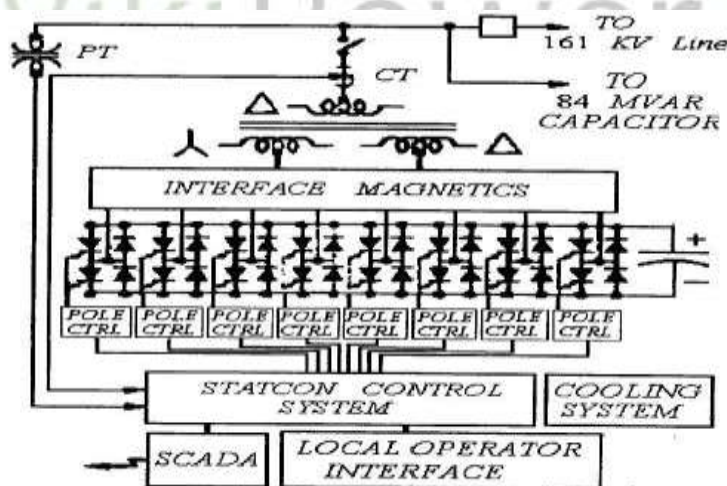 PT
TO
161 KV Line
CT
TO
84 MVAR
CAPACITOR
INTERFACE MAGNETICS
+
−
POLE CTRL
POLE CTRL
POLE CTRL
POLE CTRL
POLE CTRL
POLE CTRL
POLE CTRL
POLE CTRL
STATCON CONTROL
SYSTEM
COOLING
SYSTEM
SCADA
LOCAL OPERATOR
INTERFACE